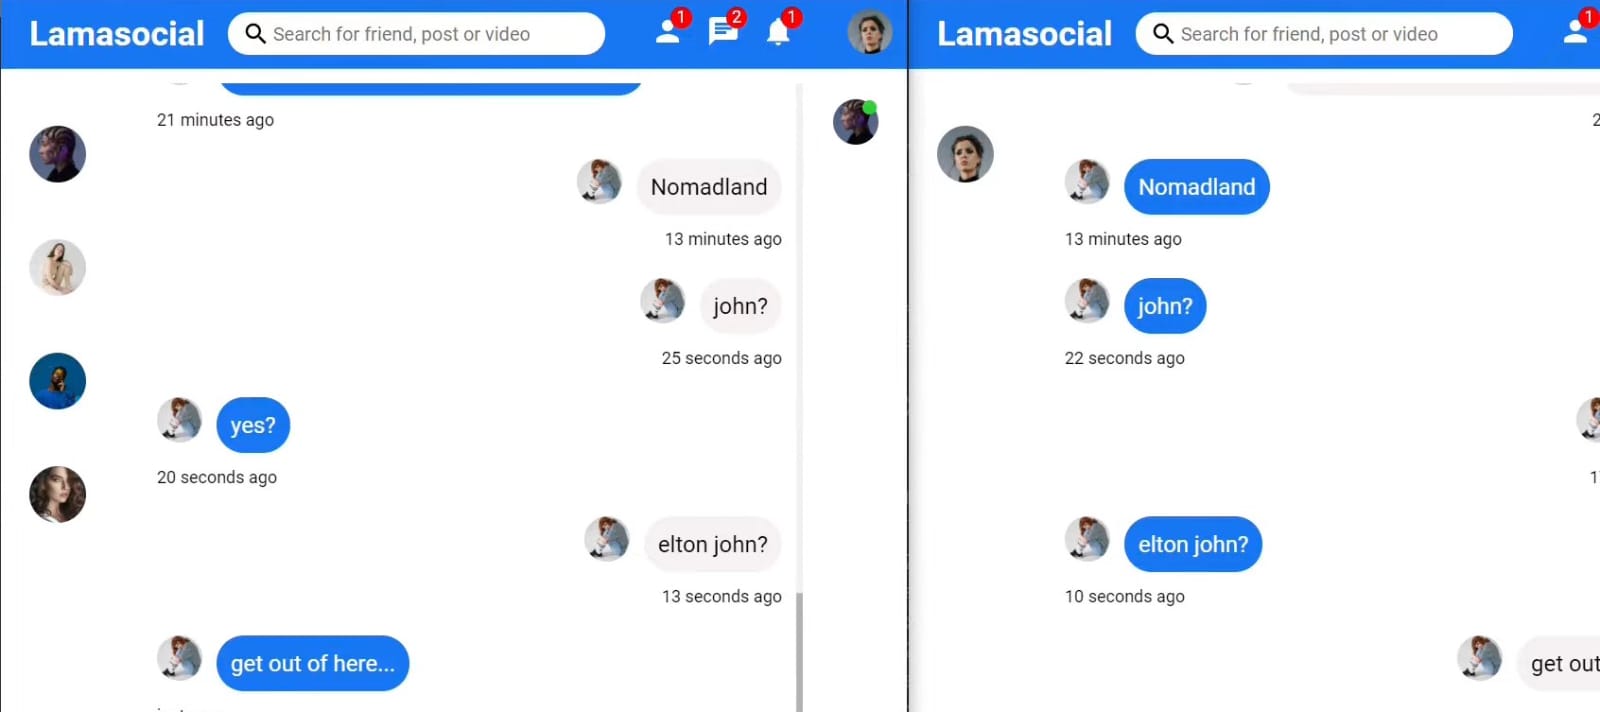 Lamasocial
Search for friend, post or video
1
2
1
21 minutes ago
Nomadland
13 minutes ago
john?
25 seconds ago
yes?
20 seconds ago
elton john?
13 seconds ago
get out of here...
Lamasocial
Search for friend, post or video
1
2
Nomadland
13 minutes ago
john?
22 seconds ago
1
elton john?
10 seconds ago
get out